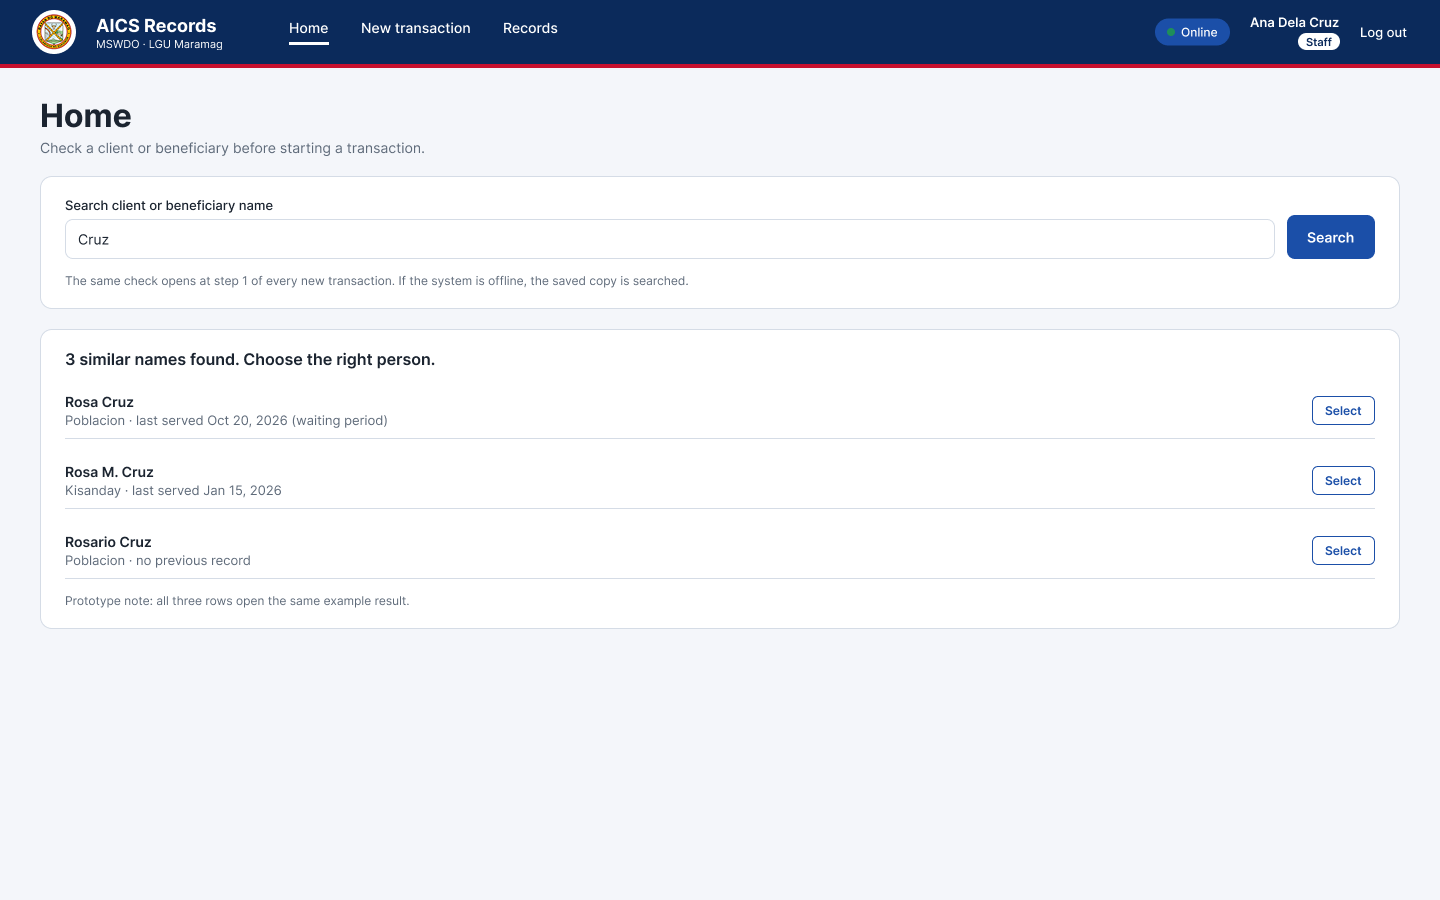 AICS Records
MSWDO · LGU Maramag
Home
New transaction
Records
Online
Ana Dela Cruz
Staff
Log out
Home
Check a client or beneficiary before starting a transaction.
Search client or beneficiary name
Cruz
Search
The same check opens at step 1 of every new transaction. If the system is offline, the saved copy is searched.
3 similar names found. Choose the right person.
Rosa Cruz
Poblacion · last served Oct 20, 2026 (waiting period)
Select
Rosa M. Cruz
Kisanday · last served Jan 15, 2026
Select
Rosario Cruz
Poblacion · no previous record
Select
Prototype note: all three rows open the same example result.